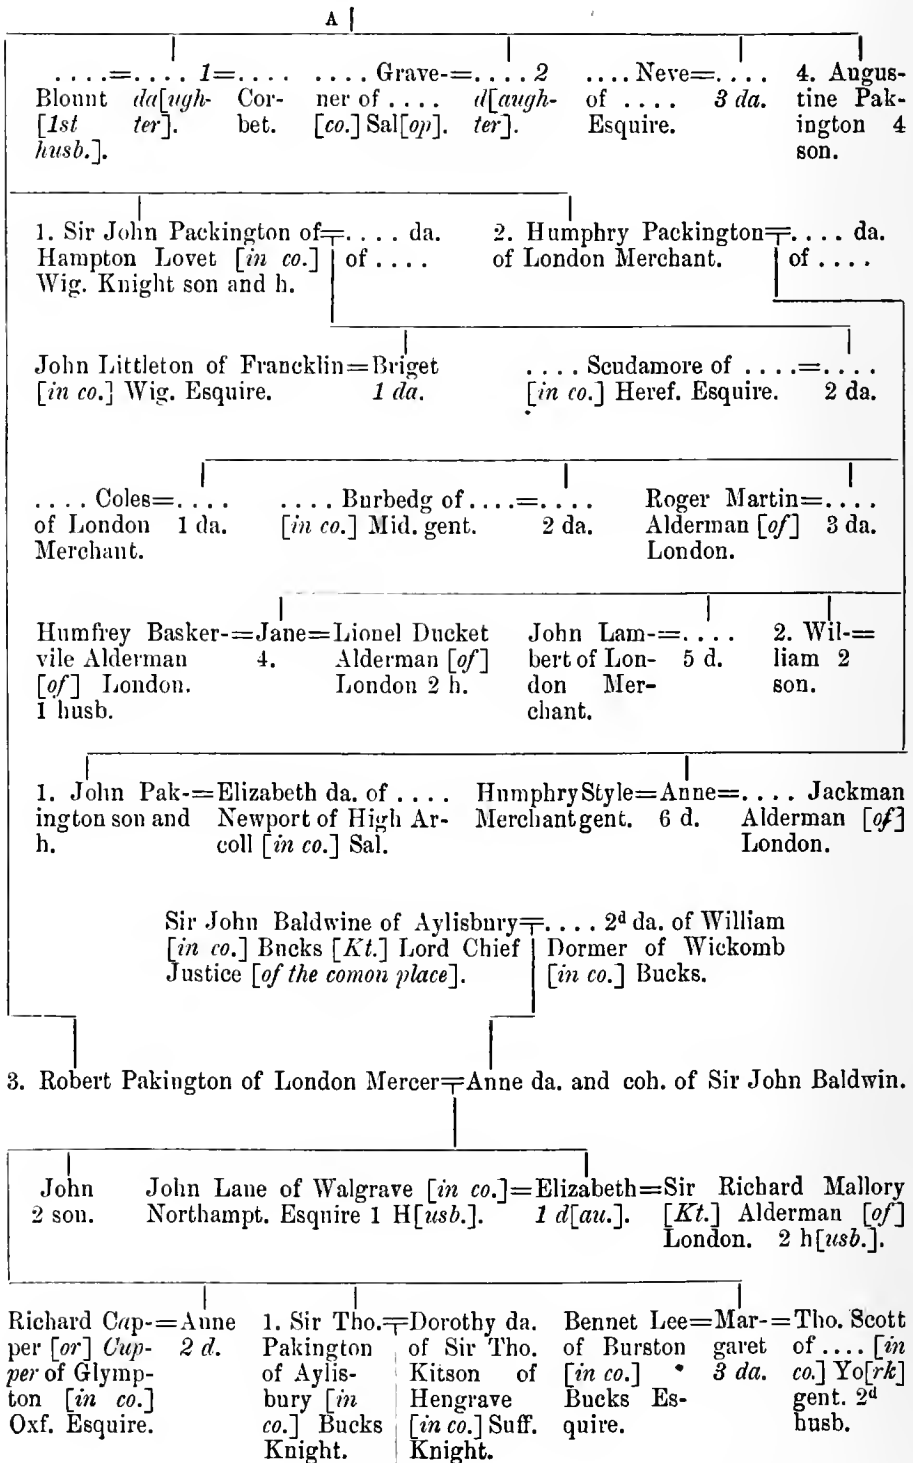 A
. . . .=. . . . 1=. . . . . . . . Grave-=. . . . 2 . . . . Neve=. . . . 4. Augus-
Blount da[ugh- Cor- ner of . . . . d[augh- of . . . . 3 da. tine Pak-
[1st ter]. bet. [co.] Sal[op]. ter]. Esquire. ington 4
husb.]. son.
1. Sir John Packington of=. . . . da. 2. Humphry Packington=. . . . da.
Hampton Lovet [in co.] of . . . . of London Merchant. of . . . .
Wig. Knight son and h.
John Littleton of Francklin=Briget . . . . Scudamore of . . . .=. . . .
[in co.] Wig. Esquire. 1 da. [in co.] Heref. Esquire. 2 da.
. . . . Coles=. . . . . . . . Burbedg of . . . .=. . . . Roger Martin=. . . .
of London 1 da. [in co.] Mid. gent. 2 da. Alderman [of] 3 da.
Merchant. London.
Humfrey Basker-=Jane=Lionel Ducket John Lam-=. . . . 2. Wil-=
vile Alderman 4. Alderman [of] bert of Lon- 5 d. liam 2
[of] London. London 2 h. don Mer- son.
1 husb. chant.
1. John Pak-=Elizabeth da. of . . . . Humphry Style=Anne=. . . . Jackman
ington son and Newport of High Ar- Merchant gent. 6 d. Alderman [of]
h. coll [in co.] Sal. London.
Sir John Baldwine of Aylisbury=. . . . 2d da. of William
[in co.] Bucks [Kt.] Lord Chief Dormer of Wickomb
Justice [of the comon place]. [in co.] Bucks.
3. Robert Pakington of London Mercer=Anne da. and coh. of Sir John Baldwin.
John John Lane of Walgrave [in co.]=Elizabeth=Sir Richard Mallory
2 son. Northampt. Esquire 1 H[usb.]. 1 d[au.]. [Kt.] Alderman [of]
London. 2 h[usb.].
Richard Cap-=Anne 1. Sir Tho.=Dorothy da. Bennet Lee=Mar-=Tho. Scott
per [or] Cup- 2 d. Pakington of Sir Tho. of Burston garet of . . . . [in
per of Glymp- of Aylis- Kitson of [in co.] 3 da. co.] Yo[rk]
ton [in co.] bury [in Hengrave Bucks Es- gent. 2d
Oxf. Esquire. co.] Bucks [in co.] Suff. quire. husb.
Knight. Knight.